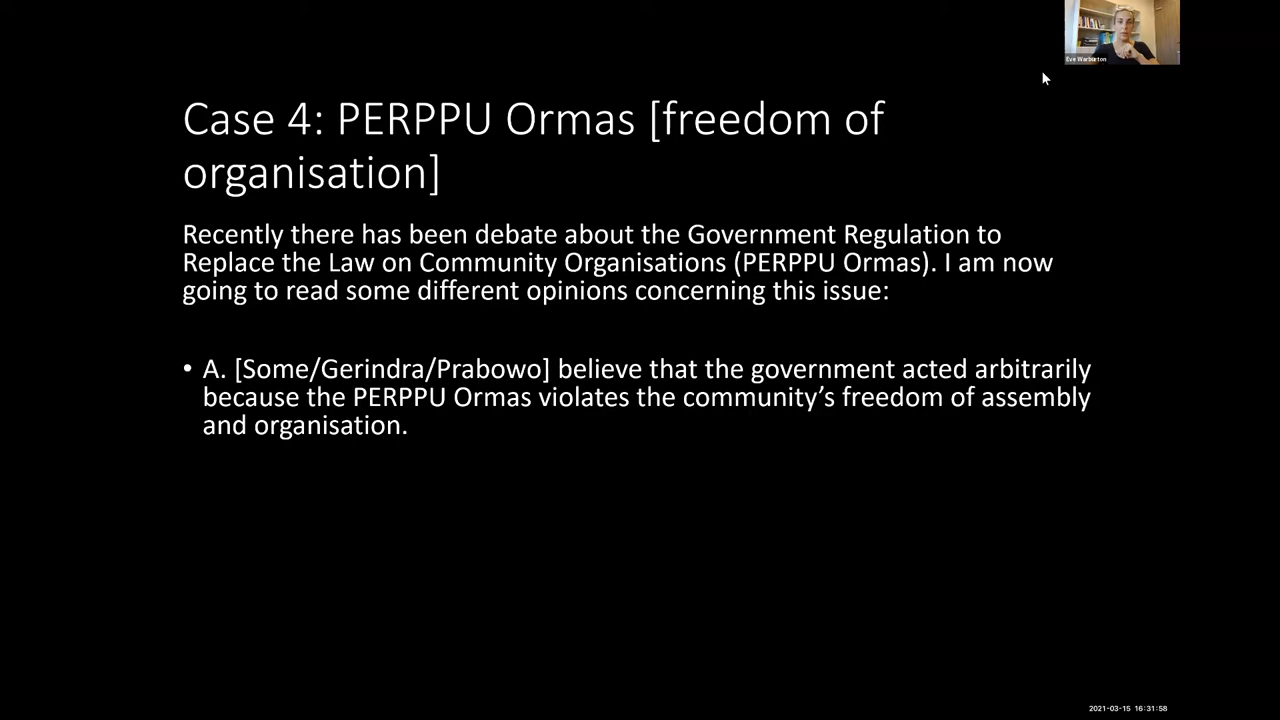 Eve Warburton
Case 4: PERPPU Ormas [freedom of
organisation]
Recently there has been debate about the Government Regulation to
Replace the Law on Community Organisations (PERPPU Ormas). I am now
going to read some different opinions concerning this issue:
• A. [Some/Gerindra/Prabowo] believe that the government acted arbitrarily
because the PERPPU Ormas violates the community’s freedom of assembly
and organisation.
2021-03-15 16:31:58